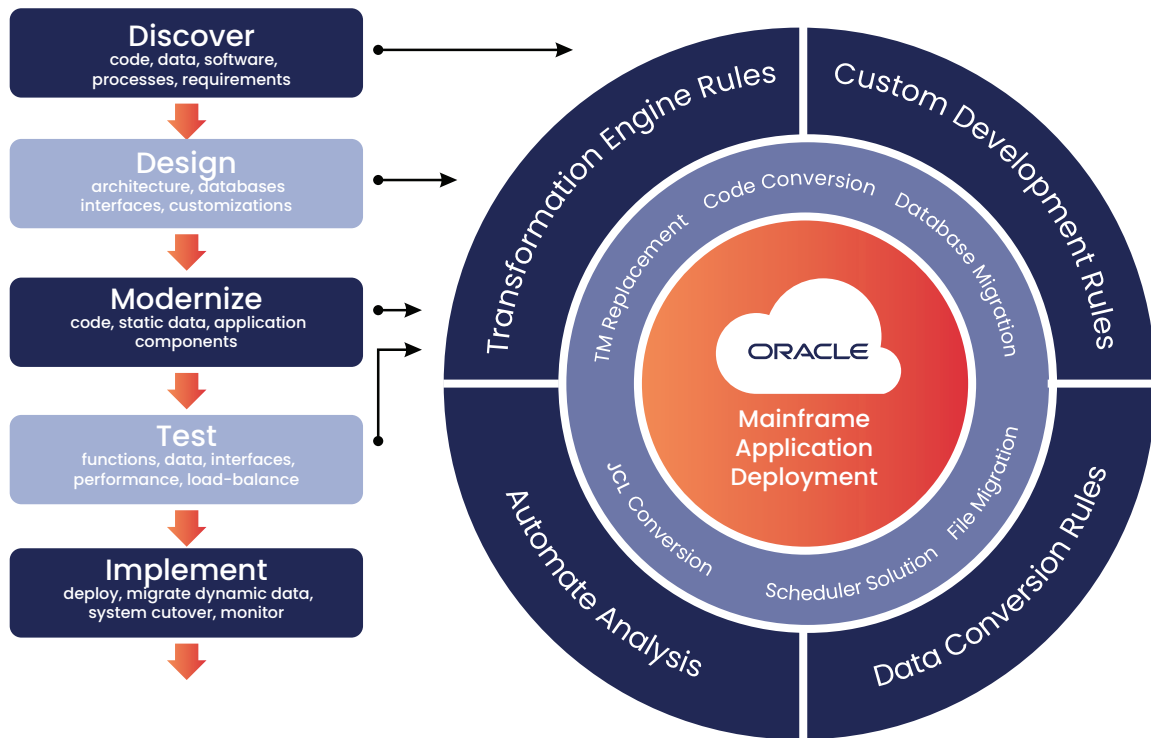 Discover
code, data, software,
processes, requirements
Design
architecture, databases
interfaces, customizations
Modernize
code, static data, application
components
Test
functions, data, interfaces,
performance, load-balance
Implement
deploy, migrate dynamic data,
system cutover, monitor
Transformation Engine Rules
Custom Development Rules
Automate Analysis
Data Conversion Rules
TM Replacement
Code Conversion
Database Migration
JCL Conversion
Scheduler Solution
File Migration
ORACLE
Mainframe
Application
Deployment